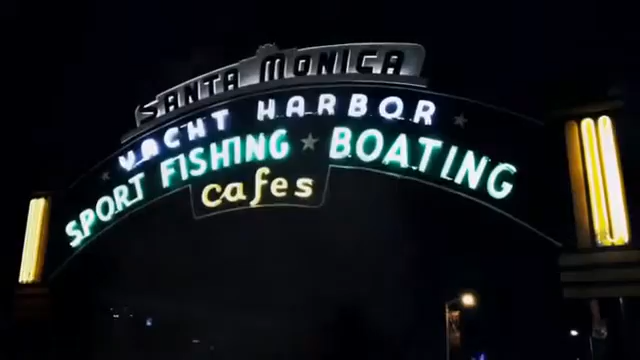 SANTA MONICA
YACHT HARBOR
SPORT FISHING ★ BOATING
cafes